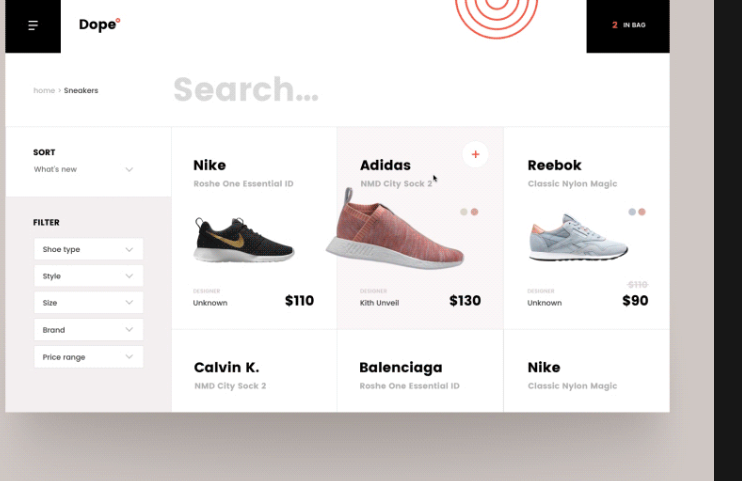 Dope°
2 IN BAG
home > Sneakers
Search...
SORT
What's new
FILTER
Shoe type
Style
Size
Brand
Price range
Nike
Roshe One Essential ID
DESIGNER
Unknown
$110
Adidas
NMD City Sock 2
+
DESIGNER
Kith Unveil
$130
Reebok
Classic Nylon Magic
DESIGNER
Unknown
$110
$90
Calvin K.
NMD City Sock 2
Balenciaga
Roshe One Essential ID
Nike
Classic Nylon Magic